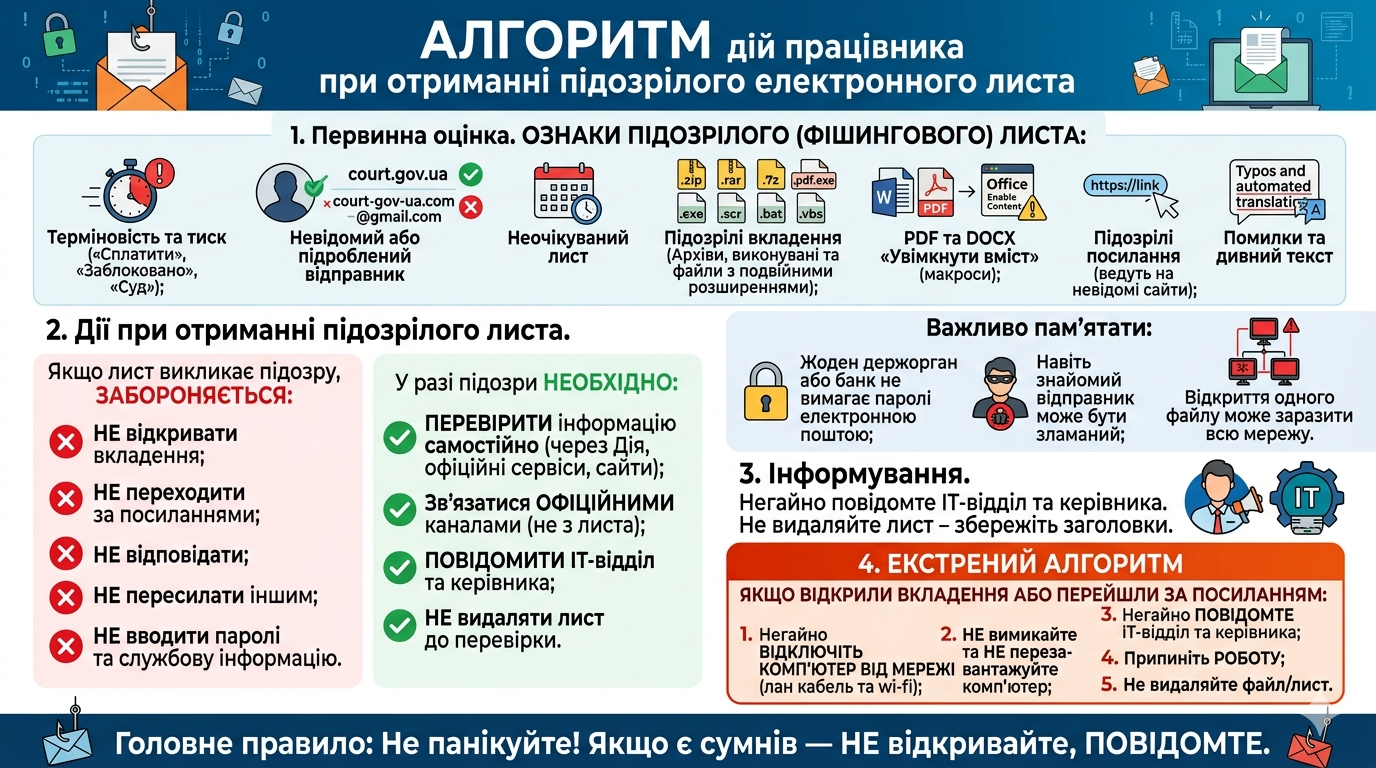 АЛГОРИТМ дій працівника
при отриманні підозрілого електронного листа
1. Первинна оцінка. ОЗНАКИ ПІДОЗРІЛОГО (ФІШИНГОВОГО) ЛИСТА:
Терміновість та тиск
(«Сплатити»,
«Заблоковано»,
«Суд»);
court.gov.ua
court-gov-ua.com
–@gmail.com
Невідомий або
підроблений
відправник
Неочікуваний
лист
.zip
.rar
.7z
.pdf.exe
.exe
.scr
.bat
.vbs
Підозрілі вкладення
(Архіви, виконувані та
файли з подвійними
розширеннями);
W
PDF
Office
Enable
Content
PDF та DOCX
«Увімкнути вміст»
(макроси);
https://link
Підозрілі
посилання
(ведуть на
невідомі сайти);
Typos and
automated
translati
A
Помилки та
дивний текст
2. Дії при отриманні підозрілого листа.
Якщо лист викликає підозру,
ЗАБОРОНЯЄТЬСЯ:
НЕ відкривати
вкладення;
НЕ переходити
за посиланнями;
НЕ відповідати;
НЕ пересилати іншим;
НЕ вводити паролі
та службову інформацію.
У разі підозри НЕОБХІДНО:
ПЕРЕВІРИТИ інформацію
самостійно (через Дія,
офіційні сервіси, сайти);
Зв'язатися ОФІЦІЙНИМИ
каналами (не з листа);
ПОВІДОМИТИ ІТ-відділ
та керівника;
НЕ видаляти лист
до перевірки.
Важливо пам'ятати:
Жоден держорган
або банк не
вимагає паролі
електронною
поштою;
Навіть
знайомий
відправник
може бути
зламаний;
Відкриття одного
файлу може заразити
всю мережу.
3. Інформування.
Негайно повідомте ІТ-відділ та керівника.
Не видаляйте лист – збережіть заголовки.
IT
4. ЕКСТРЕНИЙ АЛГОРИТМ
ЯКЩО ВІДКРИЛИ ВКЛАДЕННЯ АБО ПЕРЕЙШЛИ ЗА ПОСИЛАННЯМ:
1. Негайно
ВІДКЛЮЧІТЬ
КОМП'ЮТЕР ВІД МЕРЕЖІ
(лан кабель та wi-fi);
2. НЕ вимикайте
та НЕ переза-
вантажуйте
комп'ютер;
3. Негайно ПОВІДОМТЕ
іТ-відділ та керівника;
4. Припиніть РОБОТУ;
5. Не видаляйте файл/лист.
Головне правило: Не панікуйте! Якщо є сумнів — НЕ відкривайте, ПОВІДОМТЕ.